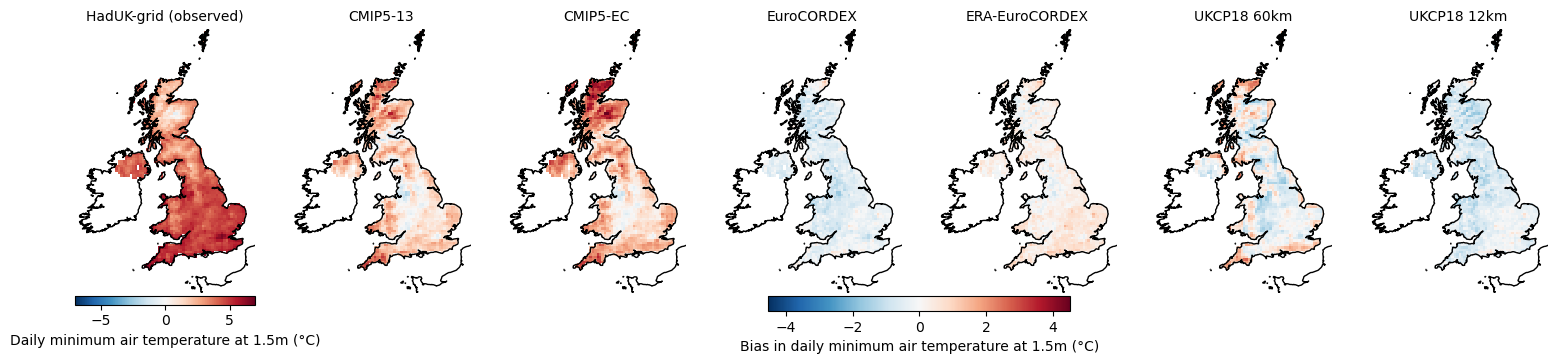 HadUK-grid (observed)
CMIP5-13
CMIP5-EC
EuroCORDEX
ERA-EuroCORDEX
UKCP18 60km
UKCP18 12km
−5 0 5
Daily minimum air temperature at 1.5m (°C)
−4 −2 0 2 4
Bias in daily minimum air temperature at 1.5m (°C)